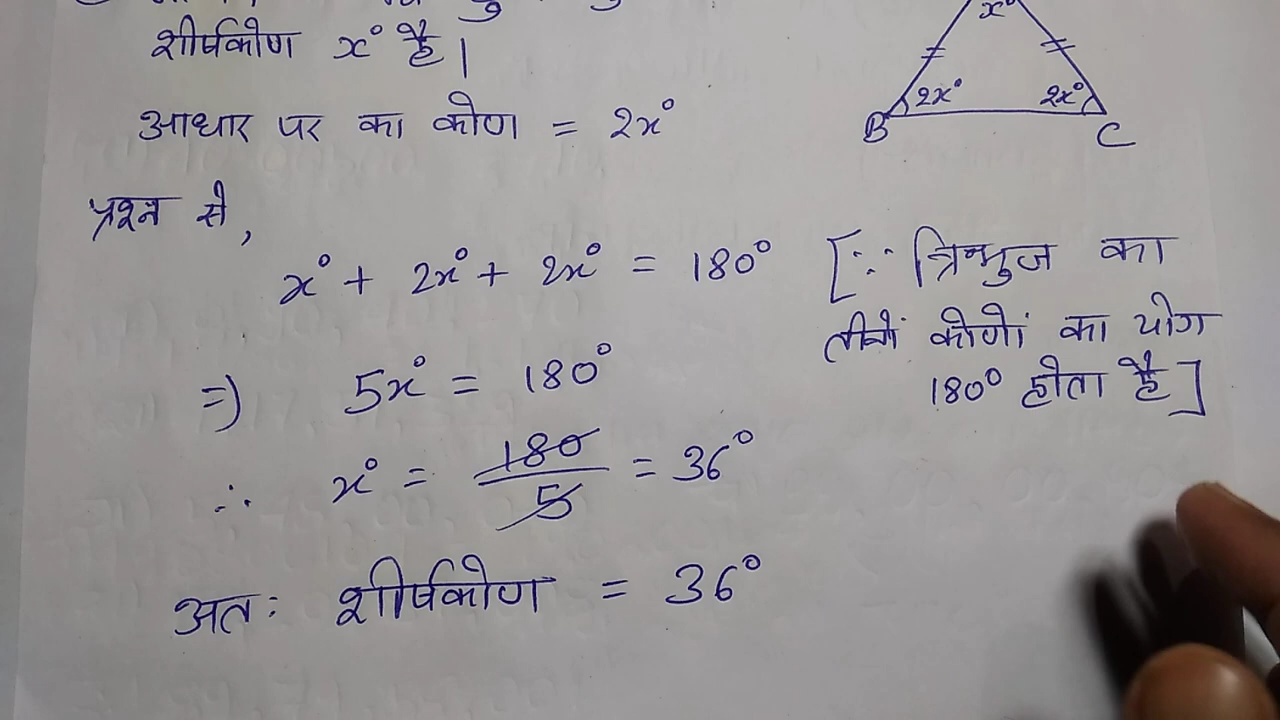 शीर्षकोण x° है।
आधार पर का कोण = 2x°
x°
2x° 2x°
B C
प्रश्न से,
x° + 2x° + 2x° = 180° [∵ त्रिभुज का
तीनों कोणों का योग
180° होता है]
=) 5x° = 180°
∴ x° = 180/5 = 36°
अतः शीर्षकोण = 36°